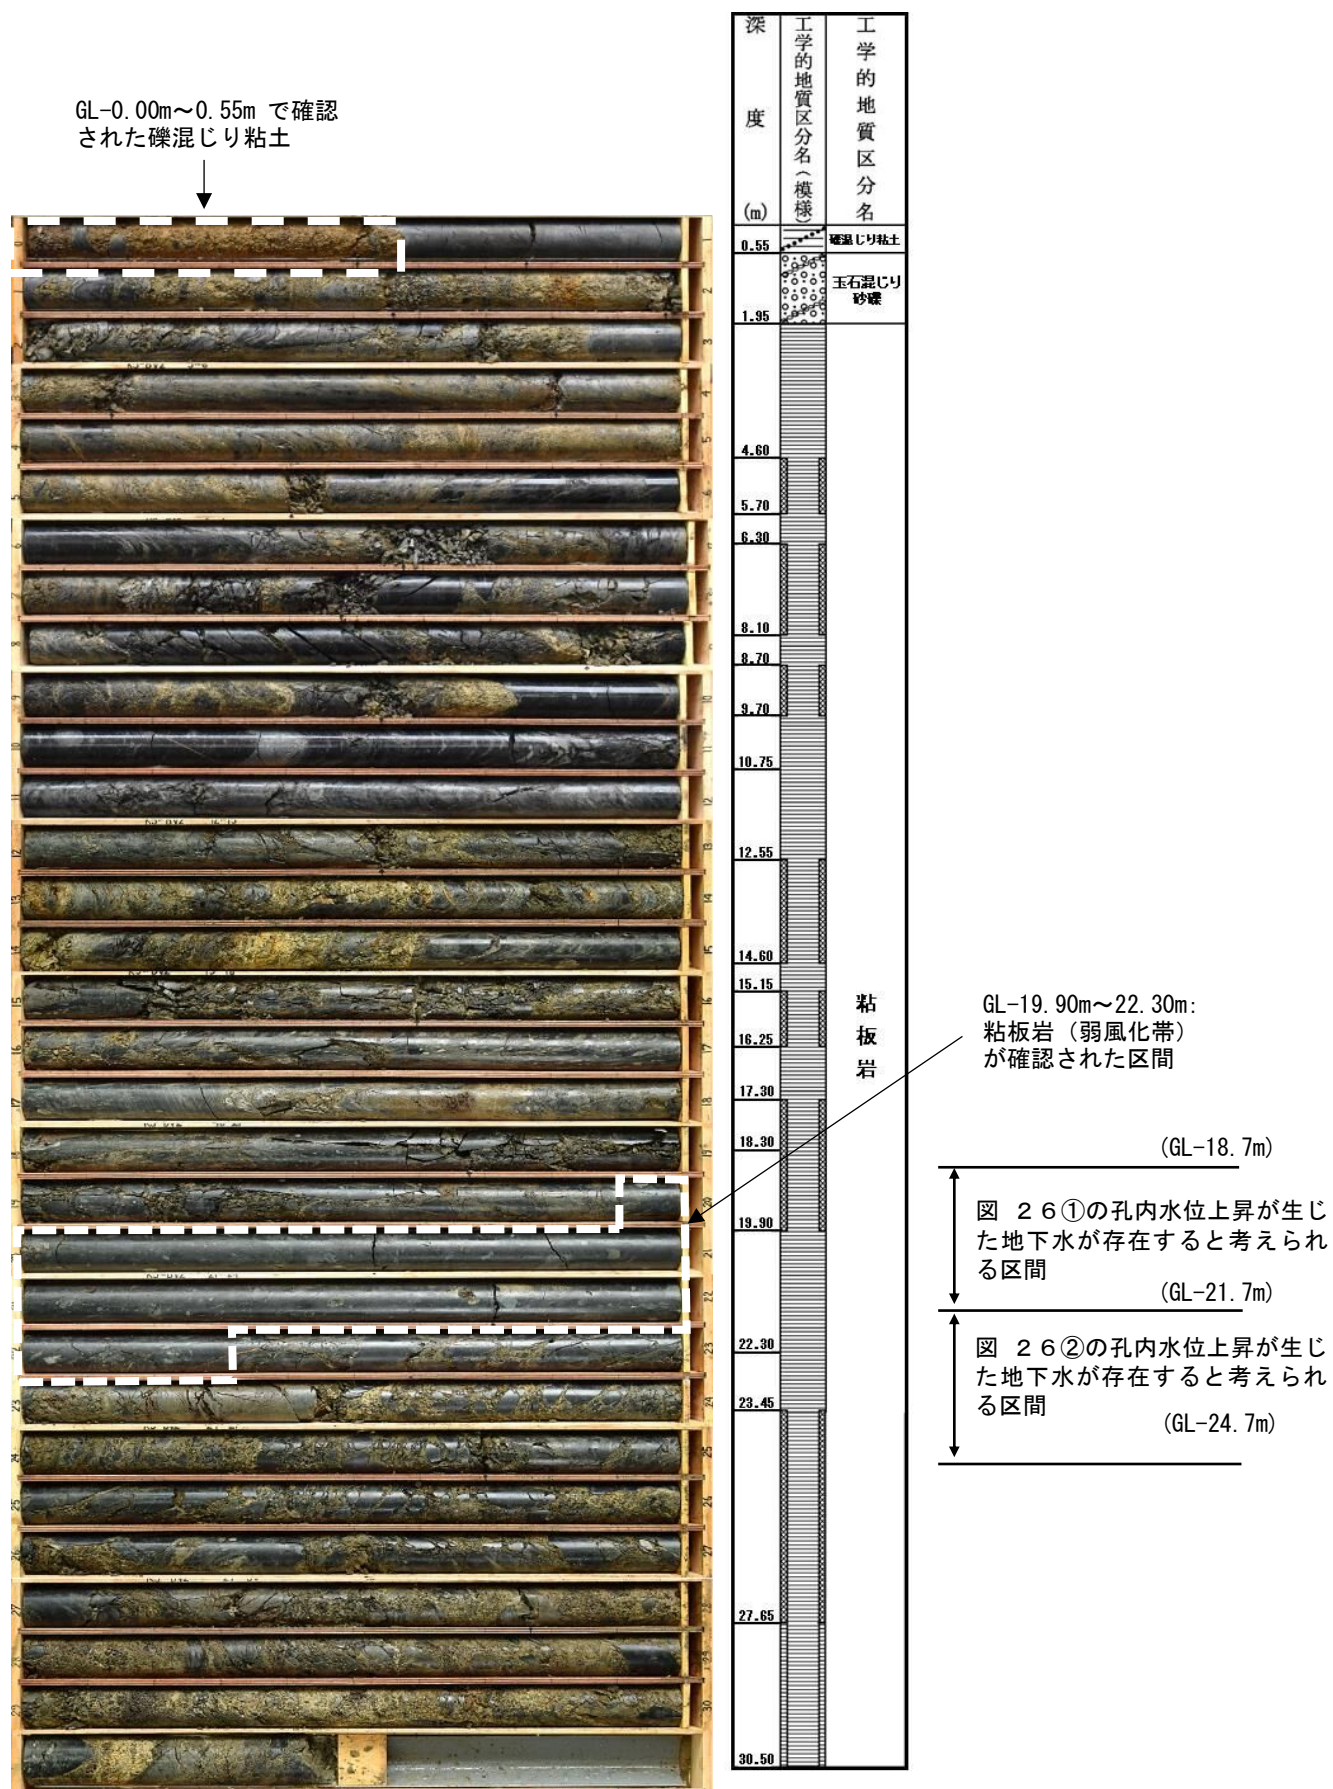 GL-0.00m～0.55m で確認
された礫混じり粘土
深度(m)
工学的地質区分名(模様)
工学的地質区分名
0.55
礫混じり粘土
玉石混じり
砂礫
1.95
4.60
5.70
6.30
8.10
8.70
9.70
10.75
12.55
14.60
15.15
16.25
17.30
18.30
19.90
22.30
23.45
27.65
30.50
粘板岩
GL-19.90m～22.30m:
粘板岩（弱風化帯）
が確認された区間
(GL-18.7m)
図 ２６①の孔内水位上昇が生じ
た地下水が存在すると考えられ
る区間
(GL-21.7m)
図 ２６②の孔内水位上昇が生じ
た地下水が存在すると考えられ
る区間
(GL-24.7m)